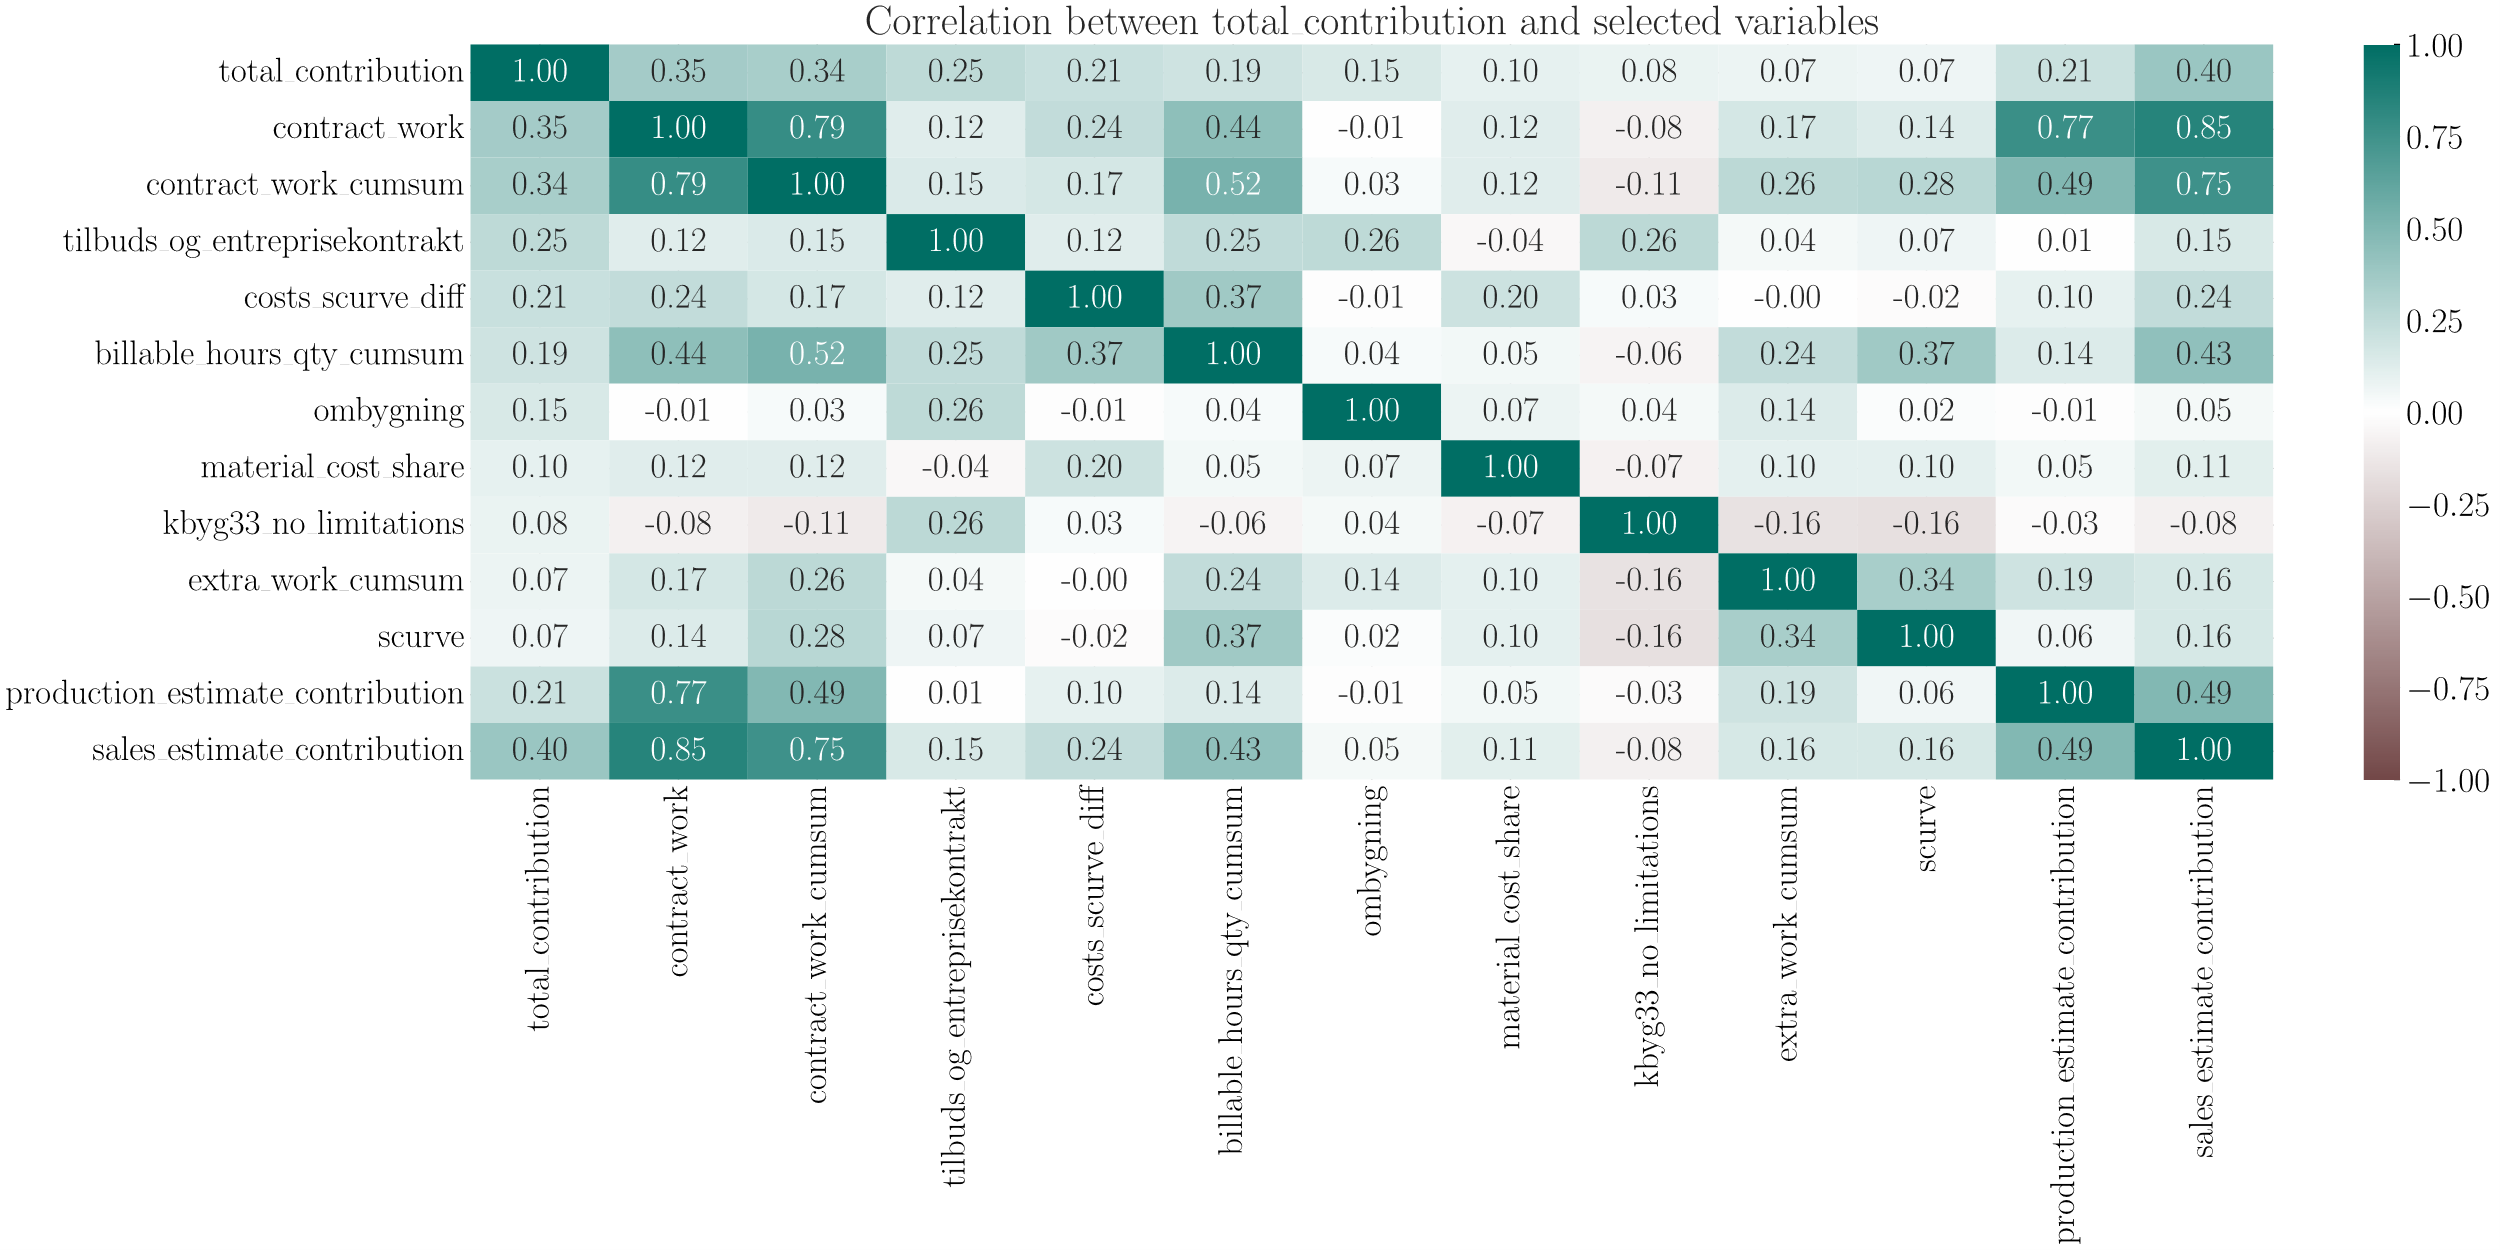 Correlation between total_contribution and selected variables
total_contribution 1.00 0.35 0.34 0.25 0.21 0.19 0.15 0.10 0.08 0.07 0.07 0.21 0.40
contract_work 0.35 1.00 0.79 0.12 0.24 0.44 -0.01 0.12 -0.08 0.17 0.14 0.77 0.85
contract_work_cumsum 0.34 0.79 1.00 0.15 0.17 0.52 0.03 0.12 -0.11 0.26 0.28 0.49 0.75
tilbuds_og_entreprisekontrakt 0.25 0.12 0.15 1.00 0.12 0.25 0.26 -0.04 0.26 0.04 0.07 0.01 0.15
costs_scurve_diff 0.21 0.24 0.17 0.12 1.00 0.37 -0.01 0.20 0.03 -0.00 -0.02 0.10 0.24
billable_hours_qty_cumsum 0.19 0.44 0.52 0.25 0.37 1.00 0.04 0.05 -0.06 0.24 0.37 0.14 0.43
ombygning 0.15 -0.01 0.03 0.26 -0.01 0.04 1.00 0.07 0.04 0.14 0.02 -0.01 0.05
material_cost_share 0.10 0.12 0.12 -0.04 0.20 0.05 0.07 1.00 -0.07 0.10 0.10 0.05 0.11
kbyg33_no_limitations 0.08 -0.08 -0.11 0.26 0.03 -0.06 0.04 -0.07 1.00 -0.16 -0.16 -0.03 -0.08
extra_work_cumsum 0.07 0.17 0.26 0.04 -0.00 0.24 0.14 0.10 -0.16 1.00 0.34 0.19 0.16
scurve 0.07 0.14 0.28 0.07 -0.02 0.37 0.02 0.10 -0.16 0.34 1.00 0.06 0.16
production_estimate_contribution 0.21 0.77 0.49 0.01 0.10 0.14 -0.01 0.05 -0.03 0.19 0.06 1.00 0.49
sales_estimate_contribution 0.40 0.85 0.75 0.15 0.24 0.43 0.05 0.11 -0.08 0.16 0.16 0.49 1.00
total_contribution
contract_work
contract_work_cumsum
tilbuds_og_entreprisekontrakt
costs_scurve_diff
billable_hours_qty_cumsum
ombygning
material_cost_share
kbyg33_no_limitations
extra_work_cumsum
scurve
production_estimate_contribution
sales_estimate_contribution
1.00
0.75
0.50
0.25
0.00
−0.25
−0.50
−0.75
−1.00